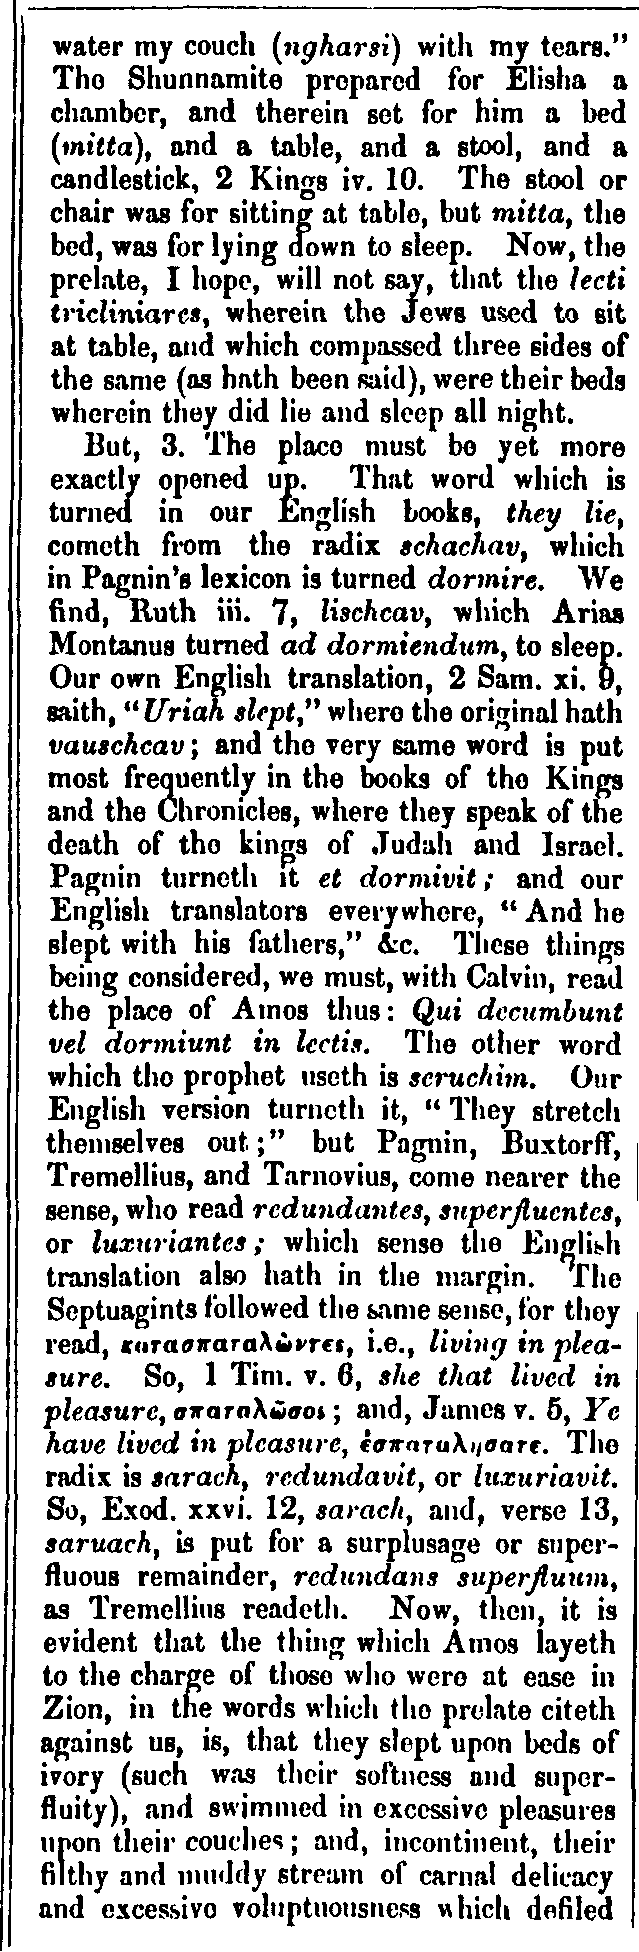 water my couch (ngharsi) with my tears."
The Shunnamite prepared for Elisha a
chamber, and therein set for him a bed
(mitta), and a table, and a stool, and a
candlestick, 2 Kings iv. 10. The stool or
chair was for sitting at table, but mitta, the
bed, was for lying down to sleep. Now, the
prelate, I hope, will not say, that the lecti
tricliniares, wherein the Jews used to sit
at table, and which compassed three sides of
the same (as hath been said), were their beds
wherein they did lie and sleep all night.
But, 3. The place must be yet more
exactly opened up. That word which is
turned in our English books, they lie,
cometh from the radix schachav, which
in Pagnin's lexicon is turned dormire. We
find, Ruth iii. 7, lischcav, which Arias
Montanus turned ad dormiendum, to sleep.
Our own English translation, 2 Sam. xi. 9,
saith, "Uriah slept," where the original hath
vauschcav; and the very same word is put
most frequently in the books of the Kings
and the Chronicles, where they speak of the
death of the kings of Judah and Israel.
Pagnin turneth it et dormivit; and our
English translators everywhere, "And he
slept with his fathers," &c. These things
being considered, we must, with Calvin, read
the place of Amos thus: Qui decumbunt
vel dormiunt in lectis. The other word
which the prophet useth is seruchim. Our
English version turneth it, "They stretch
themselves out;" but Pagnin, Buxtorff,
Tremellius, and Tarnovius, come nearer the
sense, who read redundantes, superfluentes,
or luxuriantes; which sense the English
translation also hath in the margin. The
Septuagints followed the same sense, for they
read, κατασπαταλῶντες, i.e., living in plea-
sure. So, 1 Tim. v. 6, she that lived in
pleasure, σπαταλῶσοι; and, James v. 5, Ye
have lived in pleasure, ἐσπαταλησατε. The
radix is sarach, redundavit, or luxuriavit.
So, Exod. xxvi. 12, sarach, and, verse 13,
saruach, is put for a surplusage or super-
fluous remainder, redundans superfluum,
as Tremellius readeth. Now, then, it is
evident that the thing which Amos layeth
to the charge of those who were at ease in
Zion, in the words which the prelate citeth
against us, is, that they slept upon beds of
ivory (such was their softness and super-
fluity), and swimmed in excessive pleasures
upon their couches; and, incontinent, their
filthy and muddy stream of carnal delicacy
and excessive voluptuousness which defiled